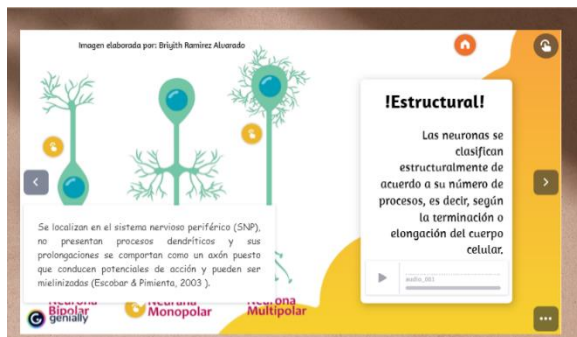 Imagen elaborada por: Briyith Ramirez Alvarado
!Estructural!
Las neuronas se
clasifican
estructuralmente de
acuerdo a su número de
procesos, es decir, según
la terminación o
elongación del cuerpo
celular.
audio_001
Se localizan en el sistema nervioso periférico (SNP),
no presentan procesos dendríticos y sus
prolongaciones se comportan como un axón puesto
que conducen potenciales de acción y pueden ser
mielinizadas (Escobar & Pimienta, 2003 ).
Neurona
Bipolar
Neurona
Monopolar
Neurona
Multipolar
genially